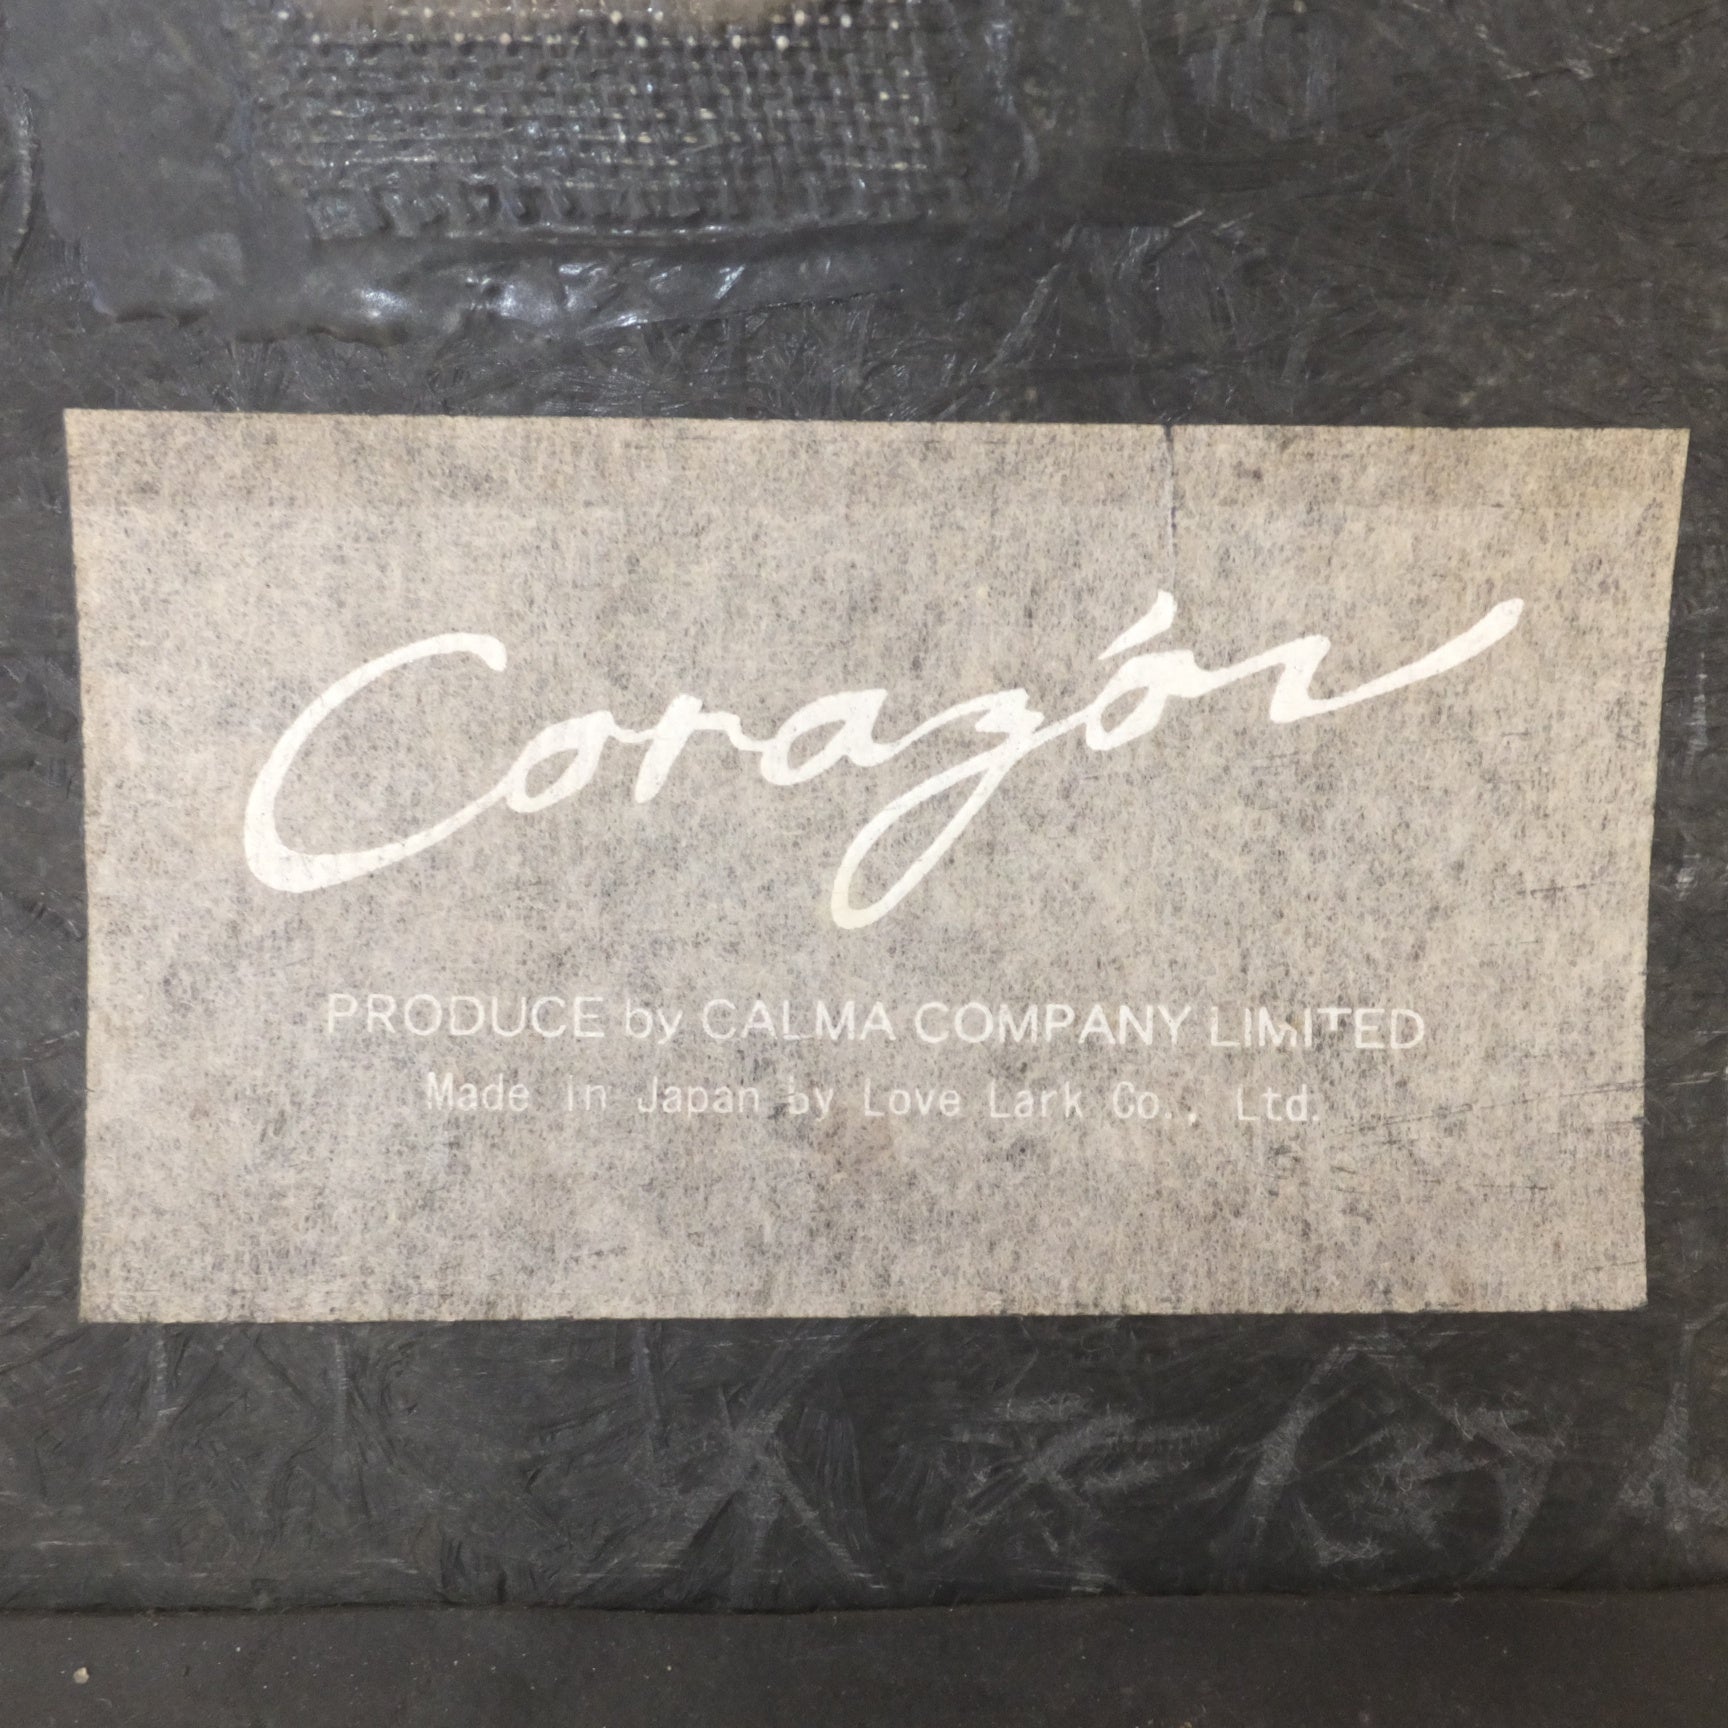 Corazón
PRODUCE by CALMA COMPANY LIMITED
Made in Japan by Love Lark Co., Ltd.